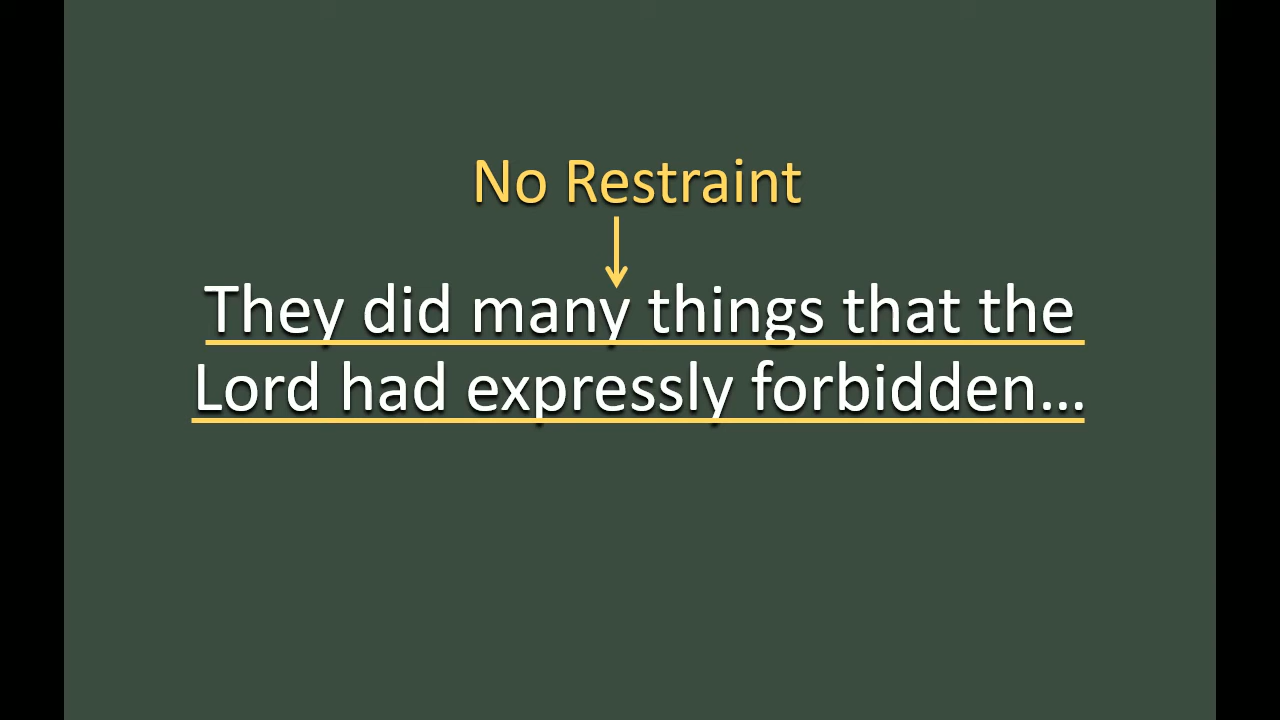 No Restraint
They did many things that the
Lord had expressly forbidden...